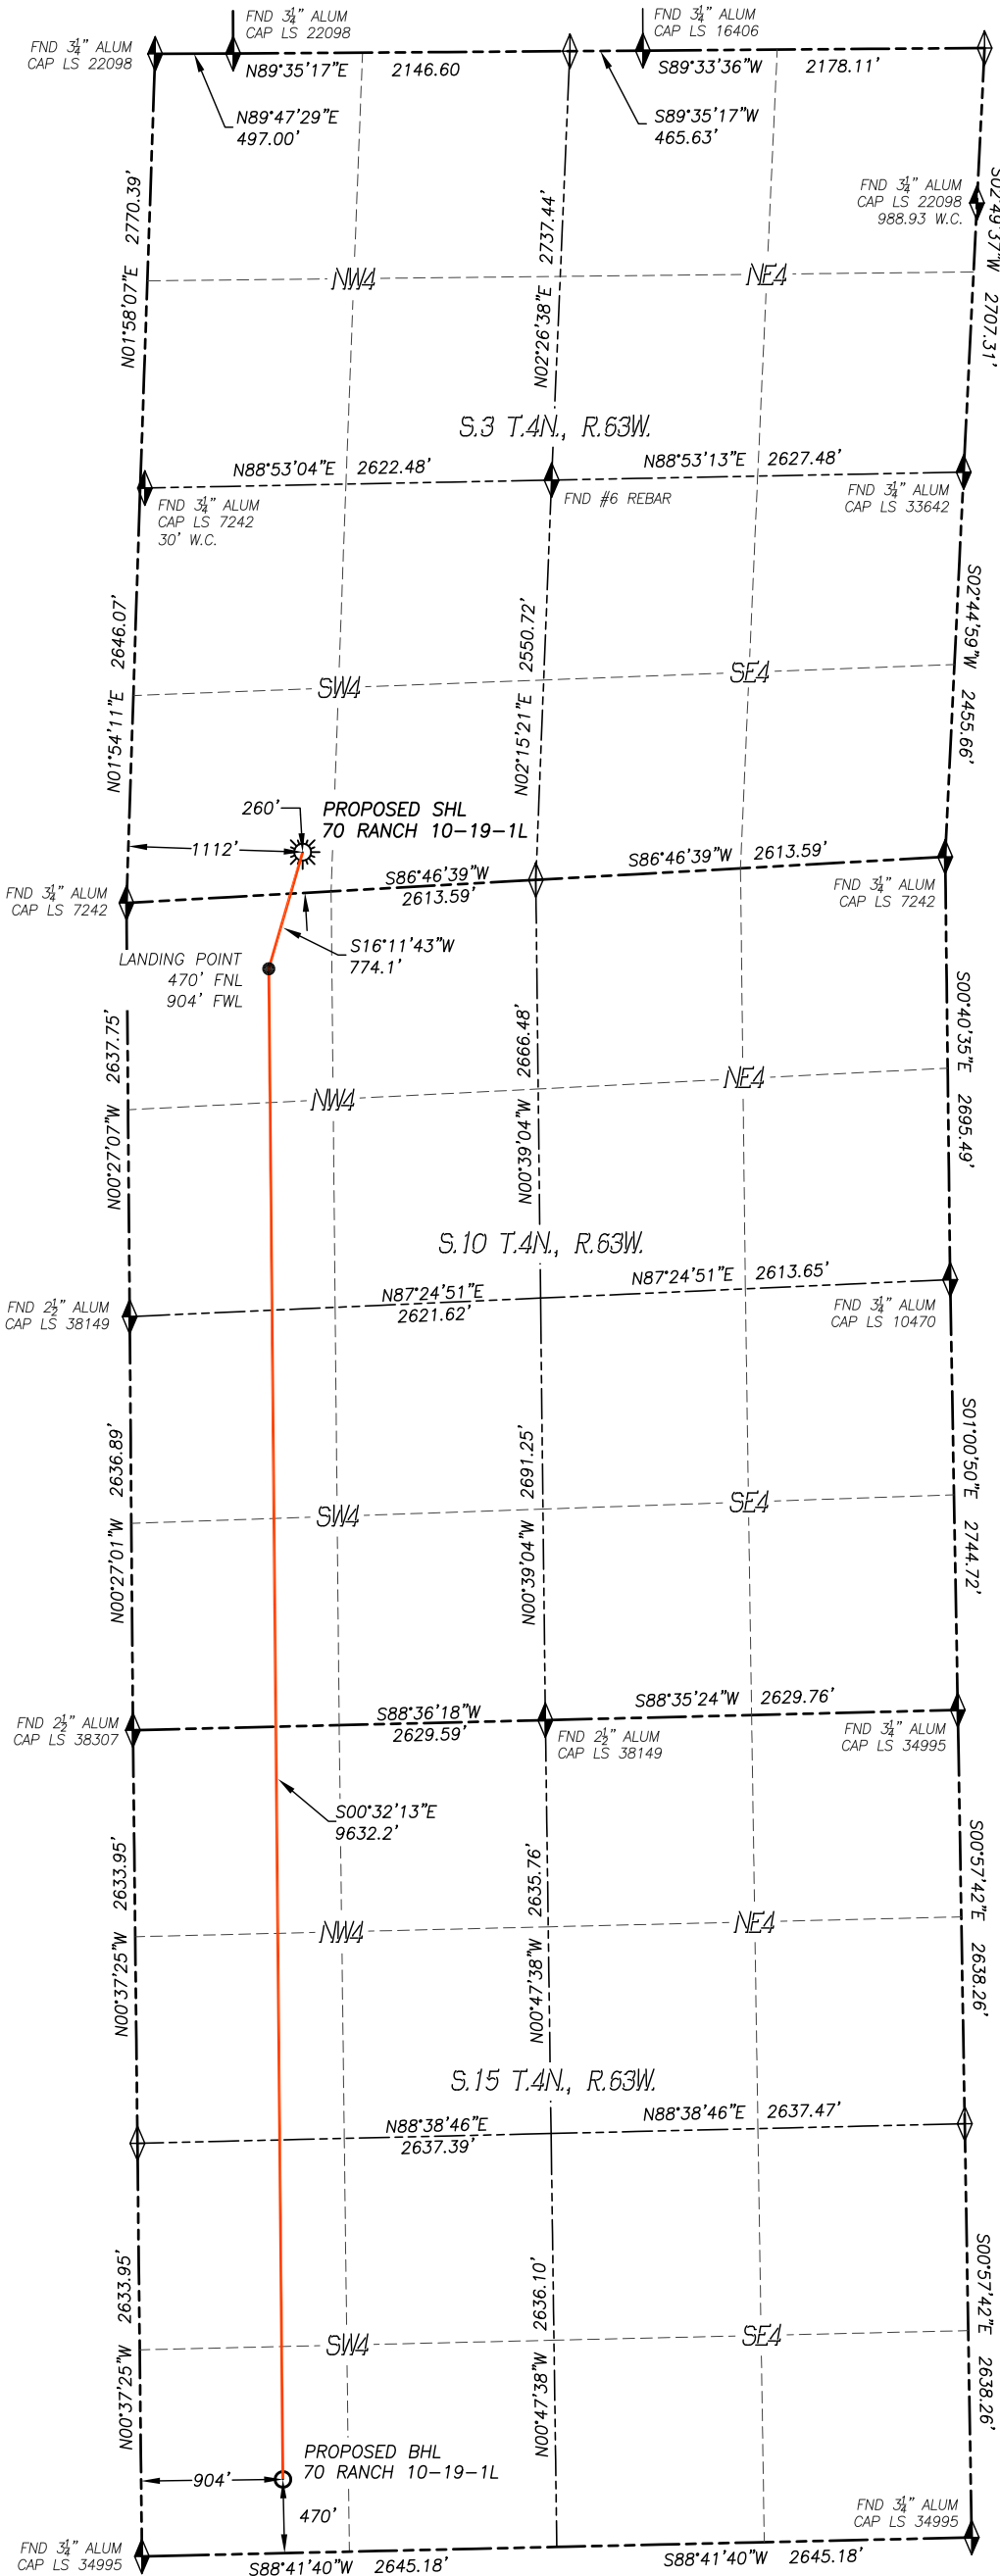 FND 3¼" ALUM
CAP LS 22098
FND 3¼" ALUM
CAP LS 22098
FND 3¼" ALUM
CAP LS 16406
N89°35'17"E 2146.60
S89°33'36"W 2178.11'
N89°47'29"E
497.00'
S89°35'17"W
465.63'
N01°58'07"E 2770.39'
N02°26'38"E 2737.44'
FND 3¼" ALUM
CAP LS 22098
988.93 W.C.
S02°49'37"W 2707.31'
NW4
NE4
S.3 T.4N., R.63W.
N88°53'04"E 2622.48'
N88°53'13"E 2627.48'
FND 3¼" ALUM
CAP LS 7242
30' W.C.
FND #6 REBAR
FND 3¼" ALUM
CAP LS 33642
N01°54'11"E 2646.07'
N02°15'21"E 2550.72'
S02°44'59"W 2455.66'
SW4
SE4
260'
PROPOSED SHL
70 RANCH 10-19-1L
1112'
S86°46'39"W
2613.59'
S86°46'39"W 2613.59'
FND 3¼" ALUM
CAP LS 7242
FND 3¼" ALUM
CAP LS 7242
LANDING POINT
470' FNL
904' FWL
S16°11'43"W
774.1'
N00°27'07"W 2637.75'
N00°39'04"W 2666.48'
S00°40'35"E 2695.49'
NW4
NE4
S.10 T.4N., R.63W.
N87°24'51"E
2621.62'
N87°24'51"E 2613.65'
FND 2½" ALUM
CAP LS 38149
FND 3¼" ALUM
CAP LS 10470
N00°27'01"W 2636.89'
N00°39'04"W 2691.25'
S01°00'50"E 2744.72'
SW4
SE4
S88°36'18"W
2629.59'
S88°35'24"W 2629.76'
FND 2½" ALUM
CAP LS 38307
FND 2½" ALUM
CAP LS 38149
FND 3¼" ALUM
CAP LS 34995
S00°32'13"E
9632.2'
N00°37'25"W 2633.95'
N00°47'38"W 2635.76'
S00°57'42"E 2638.26'
NW4
NE4
S.15 T.4N., R.63W.
N88°38'46"E
2637.39'
N88°38'46"E 2637.47'
N00°37'25"W 2633.95'
N00°47'38"W 2636.10'
S00°57'42"E 2638.26'
SW4
SE4
PROPOSED BHL
70 RANCH 10-19-1L
904'
470'
FND 3¼" ALUM
CAP LS 34995
FND 3¼" ALUM
CAP LS 34995
S88°41'40"W 2645.18'
S88°41'40"W 2645.18'